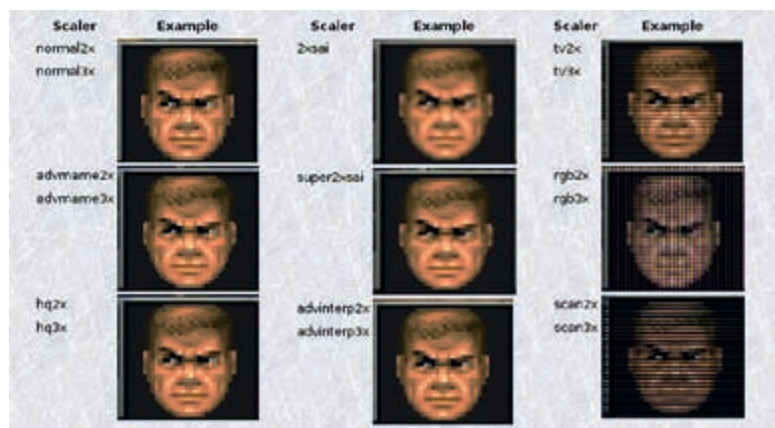 Scaler Example
normal2x
normal3x
advmame2x
advmame3x
hq2x
hq3x
Scaler Example
2xsai
super2xsai
advinterp2x
advinterp3x
Scaler Example
tv2x
tv3x
rgb2x
rgb3x
scan2x
scan3x